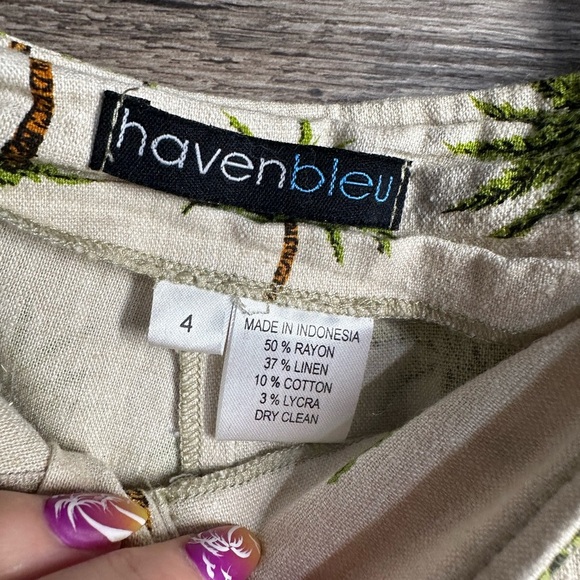 havenbleu
4
MADE IN INDONESIA
50 % RAYON
37 % LINEN
10 % COTTON
3 % LYCRA
DRY CLEAN